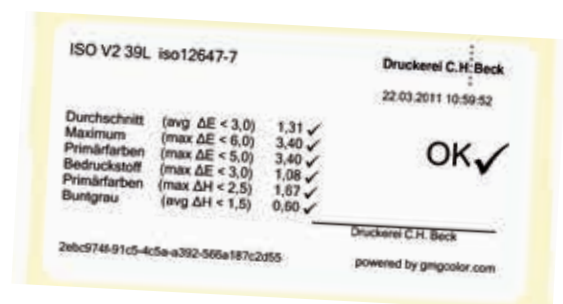 ISO V2 39L iso12647-7
Druckerei C.H. Beck
22.03.2011 10:59:52
Durchschnitt (avg ΔE < 3,0) 1,31 ✓
Maximum (max ΔE < 6,0) 3,40 ✓
Primärfarben (max ΔE < 5,0) 3,40 ✓
Bedruckstoff (max ΔE < 3,0) 1,08 ✓
Primärfarben (max ΔH < 2,5) 1,67 ✓
Buntgrau (avg ΔH < 1,5) 0,60 ✓
OK ✓
Druckerei C.H. Beck
2ebc974f-91c5-4c5a-a392-566a187c2d55
powered by gmgcolor.com